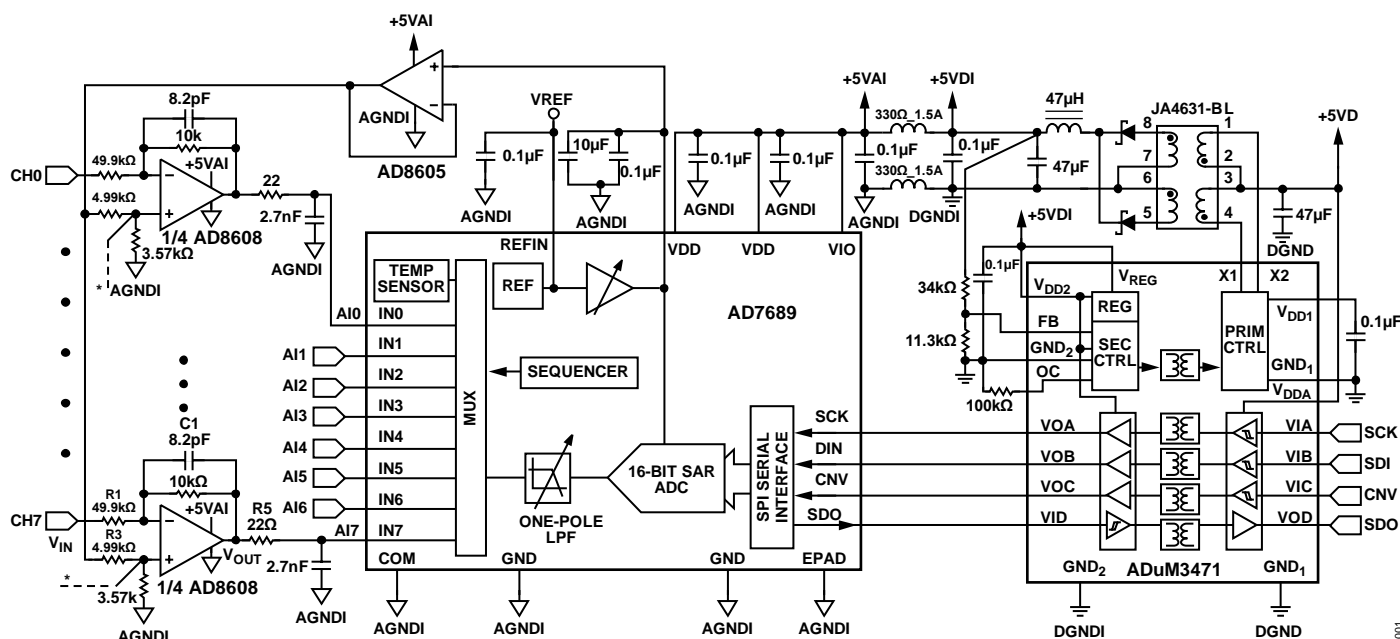 +5VAI
8.2pF
10k
49.9kΩ
+5VAI
CH0
4.99kΩ
22
2.7nF
3.57kΩ
1/4 AD8608
AGNDI
* AGNDI
AGNDI
AD8605
VREF
0.1µF
10µF
0.1µF
AGNDI
AGNDI
0.1µF
0.1µF
AGNDI
AGNDI
+5VAI
330Ω_1.5A
+5VDI
0.1µF
0.1µF
330Ω_1.5A
AGNDI
DGNDI
47µH
47µF
JA4631-BL
8
7
6
5
1
2
3
4
+5VD
47µF
DGND
REFIN
VDD
VDD
VIO
TEMP
SENSOR
REF
AD7689
AI0
IN0
AI1
IN1
AI2
IN2
AI3
IN3
AI4
IN4
AI5
IN5
AI6
IN6
AI7
IN7
MUX
SEQUENCER
ONE-POLE
LPF
16-BIT SAR
ADC
SPI SERIAL
INTERFACE
SCK
DIN
CNV
SDO
COM
GND
GND
EPAD
AGNDI
AGNDI
AGNDI
AGNDI
C1
8.2pF
10kΩ
R1
49.9kΩ
+5VAI
CH7
VIN
R3
4.99kΩ
R5
22Ω
VOUT
2.7nF
*
3.57k
1/4 AD8608
AGNDI
AGNDI
+5VDI
0.1µF
34kΩ
11.3kΩ
100kΩ
VDD2
VREG
X1
X2
REG
FB
GND2
SEC
CTRL
OC
PRIM
CTRL
VDD1
GND1
0.1µF
VDDA
VOA
VIA
SCK
VOB
VIB
SDI
VOC
VIC
CNV
VID
VOD
SDO
GND2
ADuM3471
GND1
DGNDI
DGND